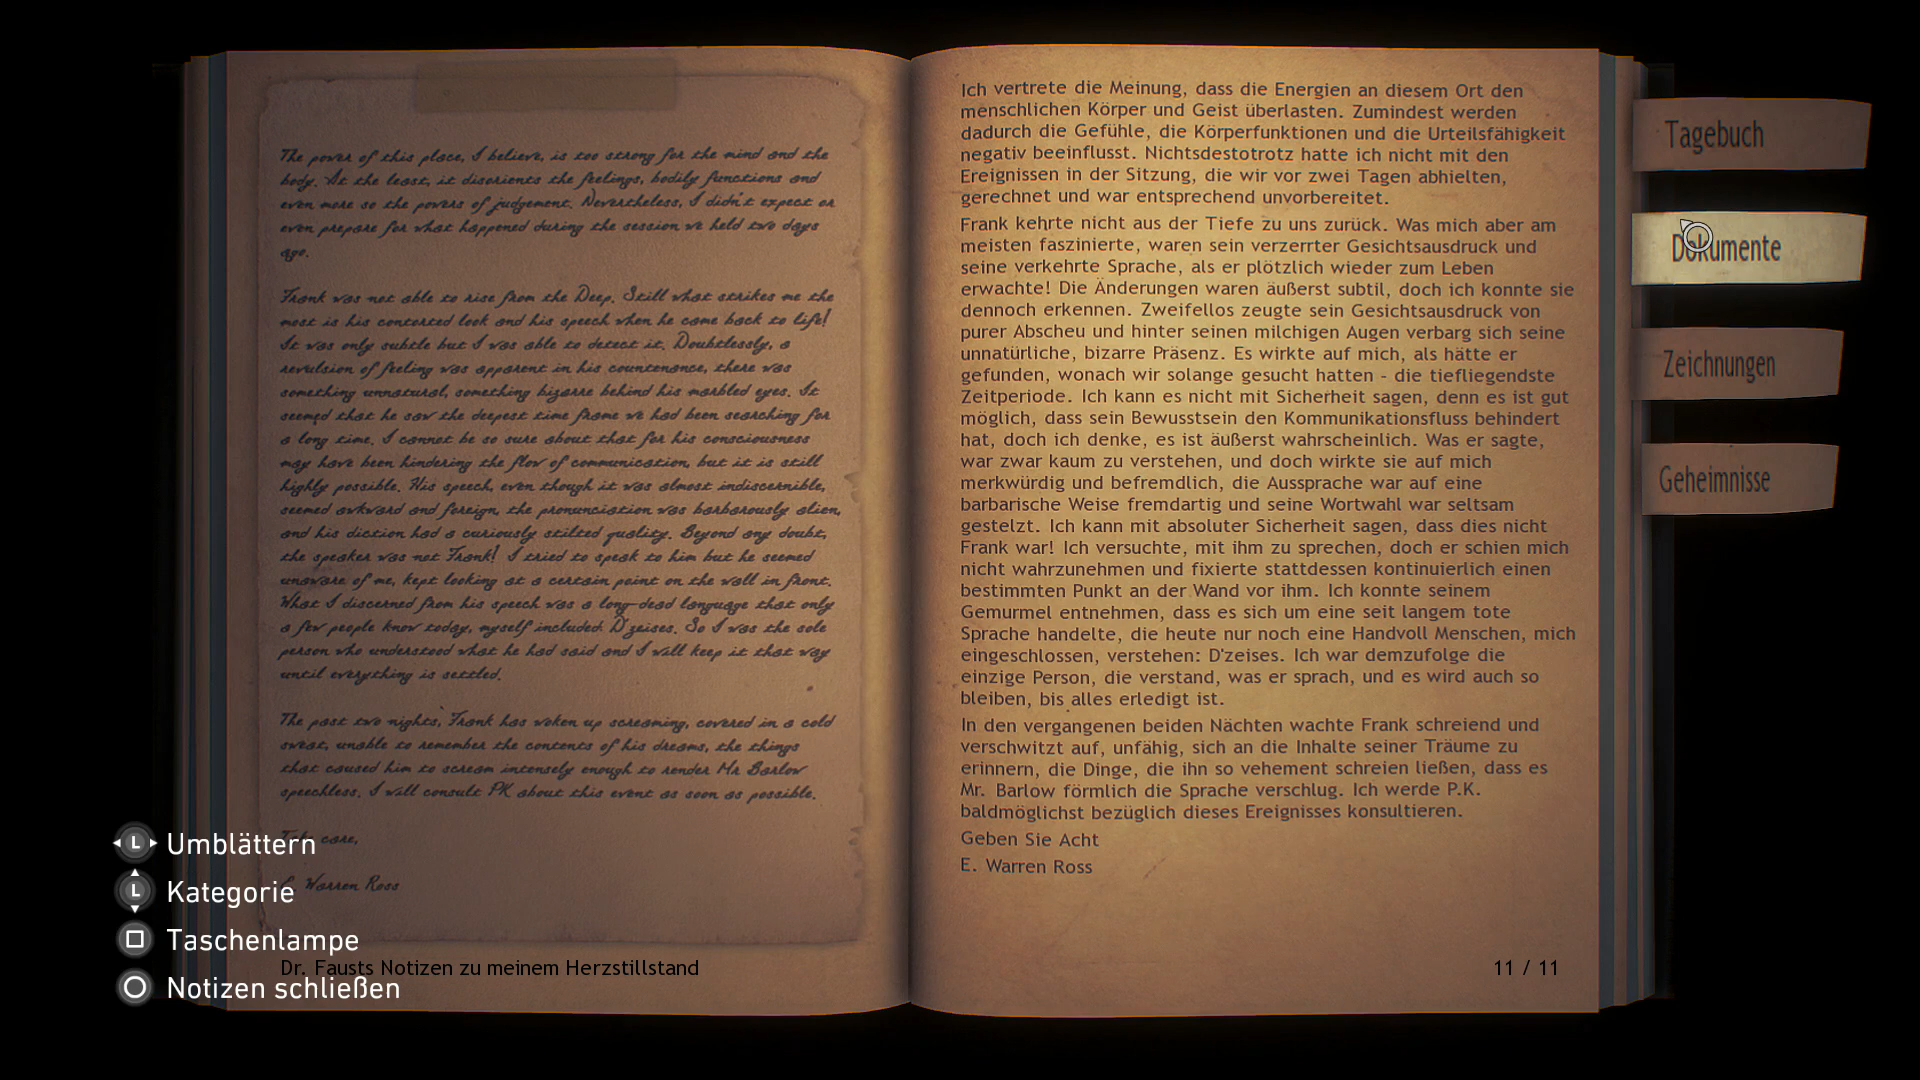 The power of this place, I believe, is too strong for the mind and the
body. At the least, it disorients the feelings, bodily functions and
even more so the powers of judgement. Nevertheless, I didn't expect or
even prepare for what happened during the session we held two days
ago.
Frank was not able to rise from the Deep. Still what strikes me the
most is his contorted look and his speech when he came back to life!
It was only subtle but I was able to detect it. Doubtlessly, a
revulsion of feeling was apparent in his countenance, there was
something unnatural, something bizarre behind his marbled eyes. It
seemed that he saw the deepest time frame we had been searching for
a long time. I cannot be so sure about that for his consciousness
may have been hindering the flow of communication, but it is still
highly possible. His speech, even though it was almost indiscernible,
seemed awkward and foreign, the pronunciation was barbarously alien,
and his diction had a curiously stilted quality. Beyond any doubt,
the speaker was not Frank! I tried to speak to him but he seemed
unaware of me, kept looking at a certain point on the wall in front.
What I discerned from his speech was a long-dead language that only
a few people know today, myself included: D'zeises. So I was the sole
person who understood what he had said and I will keep it that way
until everything is settled.
The past two nights, Frank has woken up screaming, covered in a cold
sweat, unable to remember the contents of his dreams, the things
that caused him to scream intensely enough to render Mr Barlow
speechless. I will consult PK about this event as soon as possible.
Take care,
E. Warren Ross
Dr. Fausts Notizen zu meinem Herzstillstand
Ich vertrete die Meinung, dass die Energien an diesem Ort den
menschlichen Körper und Geist überlasten. Zumindest werden
dadurch die Gefühle, die Körperfunktionen und die Urteilsfähigkeit
negativ beeinflusst. Nichtsdestotrotz hatte ich nicht mit den
Ereignissen in der Sitzung, die wir vor zwei Tagen abhielten,
gerechnet und war entsprechend unvorbereitet.
Frank kehrte nicht aus der Tiefe zu uns zurück. Was mich aber am
meisten faszinierte, waren sein verzerrter Gesichtsausdruck und
seine verkehrte Sprache, als er plötzlich wieder zum Leben
erwachte! Die Änderungen waren äußerst subtil, doch ich konnte sie
dennoch erkennen. Zweifellos zeugte sein Gesichtsausdruck von
purer Abscheu und hinter seinen milchigen Augen verbarg sich seine
unnatürliche, bizarre Präsenz. Es wirkte auf mich, als hätte er
gefunden, wonach wir solange gesucht hatten - die tiefliegendste
Zeitperiode. Ich kann es nicht mit Sicherheit sagen, denn es ist gut
möglich, dass sein Bewusstsein den Kommunikationsfluss behindert
hat, doch ich denke, es ist äußerst wahrscheinlich. Was er sagte,
war zwar kaum zu verstehen, und doch wirkte sie auf mich
merkwürdig und befremdlich, die Aussprache war auf eine
barbarische Weise fremdartig und seine Wortwahl war seltsam
gestelzt. Ich kann mit absoluter Sicherheit sagen, dass dies nicht
Frank war! Ich versuchte, mit ihm zu sprechen, doch er schien mich
nicht wahrzunehmen und fixierte stattdessen kontinuierlich einen
bestimmten Punkt an der Wand vor ihm. Ich konnte seinem
Gemurmel entnehmen, dass es sich um eine seit langem tote
Sprache handelte, die heute nur noch eine Handvoll Menschen, mich
eingeschlossen, verstehen: D'zeises. Ich war demzufolge die
einzige Person, die verstand, was er sprach, und es wird auch so
bleiben, bis alles erledigt ist.
In den vergangenen beiden Nächten wachte Frank schreiend und
verschwitzt auf, unfähig, sich an die Inhalte seiner Träume zu
erinnern, die Dinge, die ihn so vehement schreien ließen, dass es
Mr. Barlow förmlich die Sprache verschlug. Ich werde P.K.
baldmöglichst bezüglich dieses Ereignisses konsultieren.
Geben Sie Acht
E. Warren Ross
11 / 11
Tagebuch
Dokumente
Zeichnungen
Geheimnisse
L Umblättern
L Kategorie
Taschenlampe
Notizen schließen